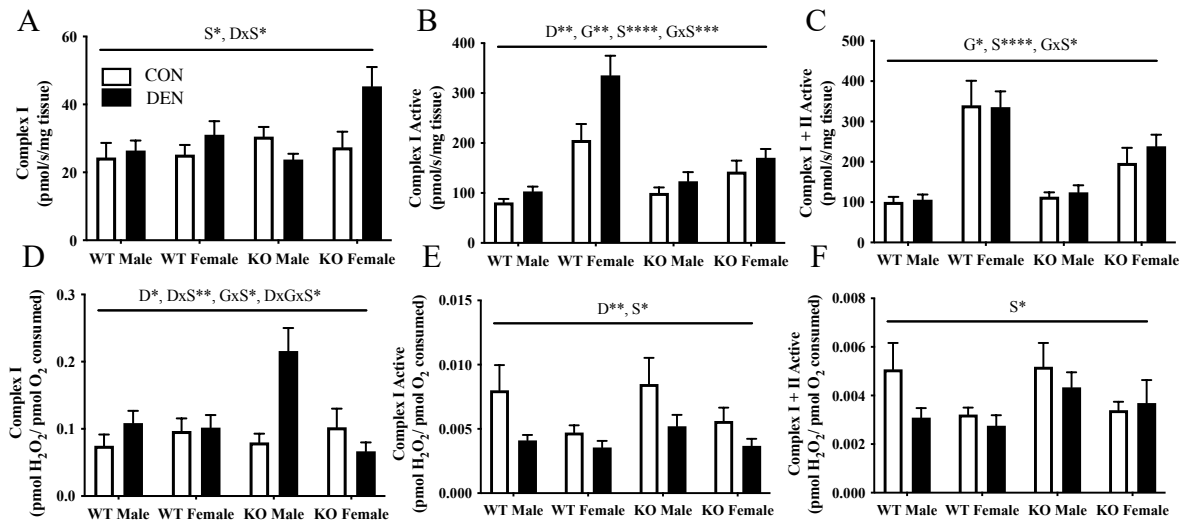 A
S*, DxS*
60
40
20
0
Complex I
(pmol/s/mg tissue)
CON
DEN
WT Male WT Female KO Male KO Female
B
D**, G**, S****, GxS***
400
300
200
100
0
Complex I Active
(pmol/s/mg tissue)
WT Male WT Female KO Male KO Female
C
G*, S****, GxS*
500
400
300
200
100
0
Complex I + II Active
(pmol/s/mg tissue)
WT Male WT Female KO Male KO Female
D
D*, DxS**, GxS*, DxGxS*
0.3
0.2
0.1
0.0
Complex I
(pmol H₂O₂/ pmol O₂ consumed)
WT Male WT Female KO Male KO Female
E
D**, S*
0.015
0.010
0.005
0.000
Complex I Active
(pmol H₂O₂/ pmol O₂ consumed)
WT Male WT Female KO Male KO Female
F
S*
0.008
0.006
0.004
0.002
0.000
Complex I + II Active
(pmol H₂O₂/ pmol O₂ consumed)
WT Male WT Female KO Male KO Female